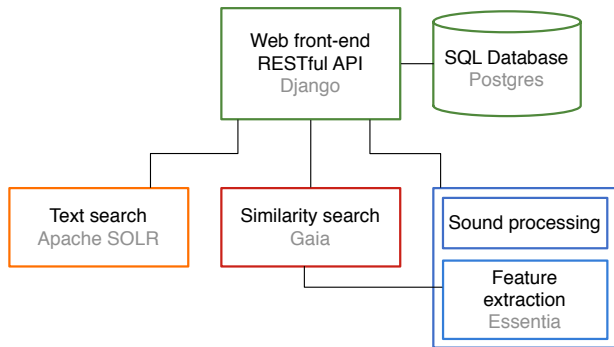 Web front-end
RESTful API
Django
SQL Database
Postgres
Text search
Apache SOLR
Similarity search
Gaia
Sound processing
Feature
extraction
Essentia